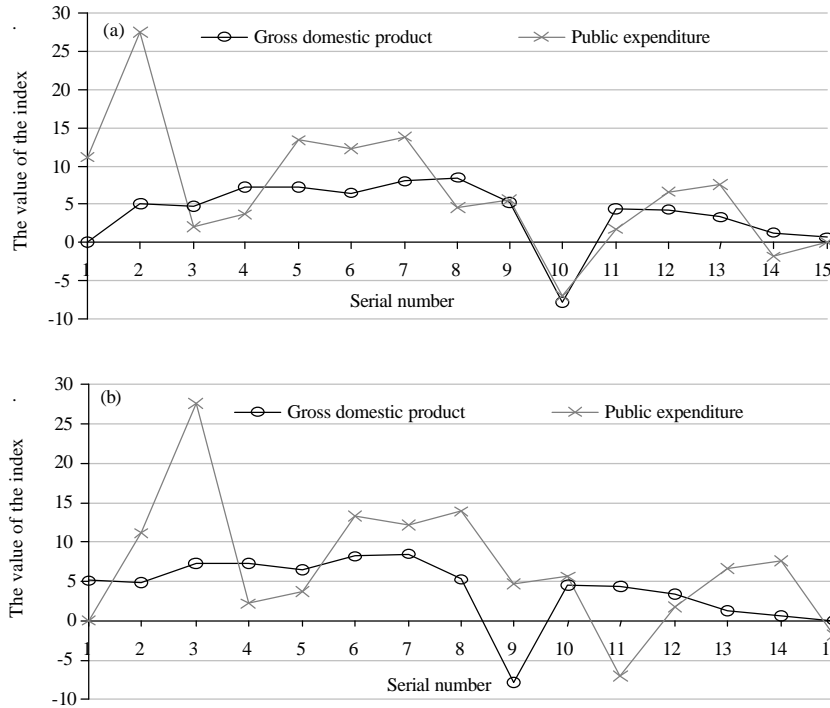 (a)
Gross domestic product
Public expenditure
The value of the index
30
25
20
15
10
5
0
-5
-10
1 2 3 4 5 6 7 8 9 10 11 12 13 14 15
Serial number
(b)
Gross domestic product
Public expenditure
The value of the index
30
25
20
15
10
5
0
-5
-10
1 2 3 4 5 6 7 8 9 10 11 12 13 14
Serial number